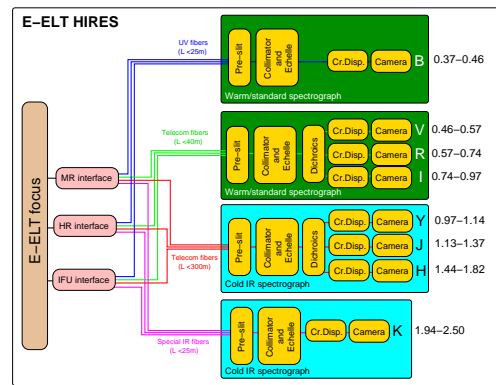 E–ELT HIRES
E–ELT focus
MR interface
HR interface
IFU interface
UV fibers
(L <25m)
Pre–slit
Collimator
and
Echelle
Cr.Disp.
Camera
B
0.37–0.46
Warm/standard spectrograph
Telecom fibers
(L <40m)
Pre–slit
Collimator
and
Echelle
Dichroics
Cr.Disp.
Camera
V
0.46–0.57
Cr.Disp.
Camera
R
0.57–0.74
Cr.Disp.
Camera
I
0.74–0.97
Warm/standard spectrograph
Telecom fibers
(L <300m)
Pre–slit
Collimator
and
Echelle
Dichroics
Cr.Disp.
Camera
Y
0.97–1.14
Cr.Disp.
Camera
J
1.13–1.37
Cr.Disp.
Camera
H
1.44–1.82
Cold IR spectrograph
Special IR fibers
(L <25m)
Pre–slit
Collimator
and
Echelle
Cr.Disp.
Camera
K
1.94–2.50
Cold IR spectrograph